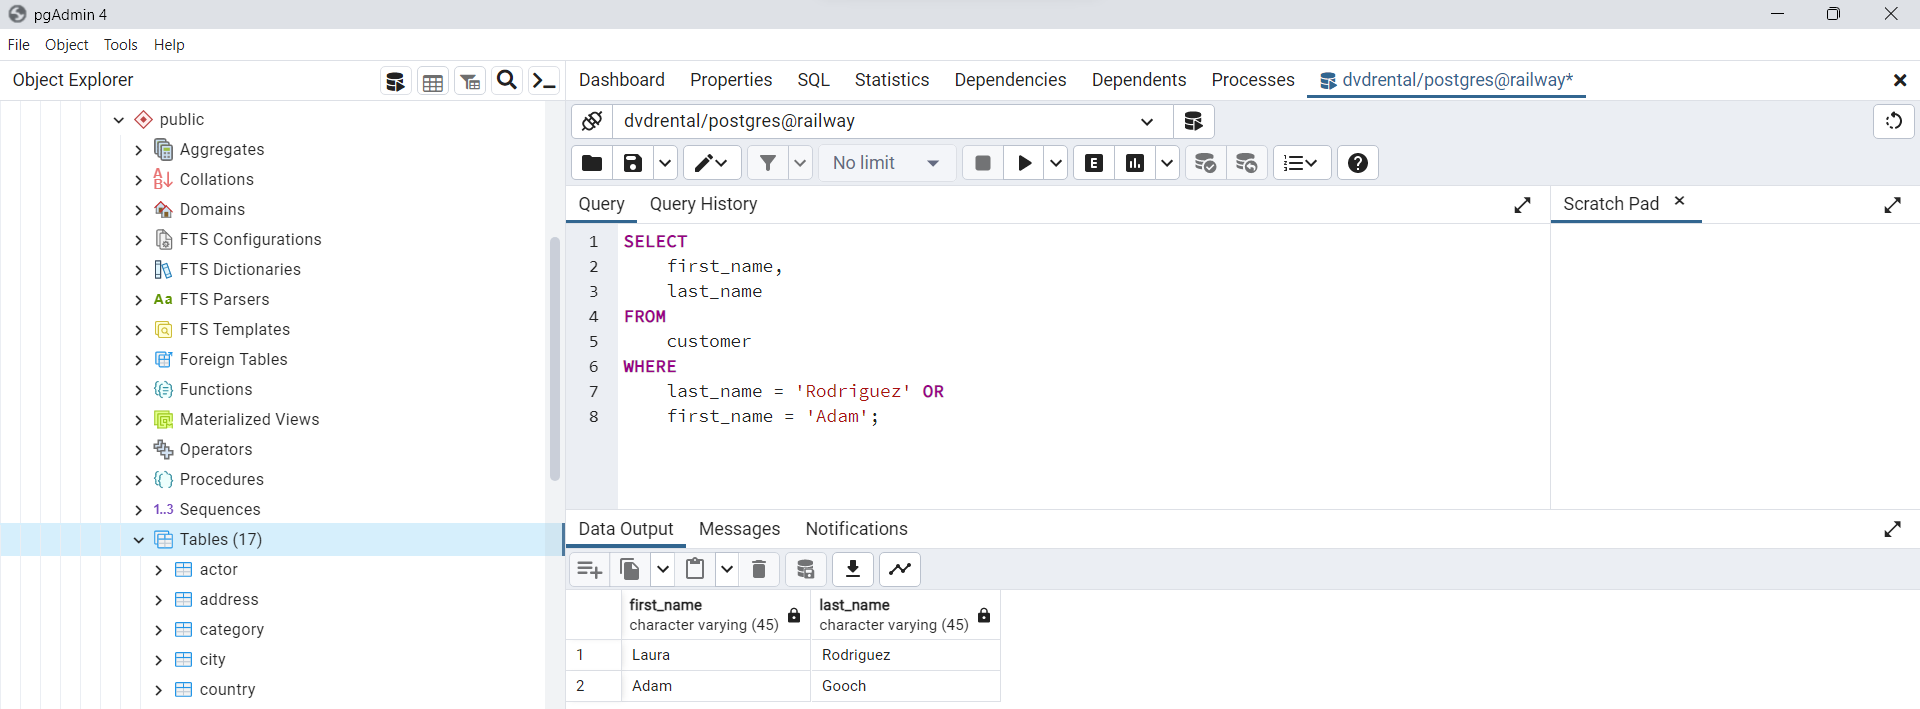 pgAdmin 4
File Object Tools Help
Object Explorer
Dashboard Properties SQL Statistics Dependencies Dependents Processes dvdrental/postgres@railway*
public
Aggregates
Collations
Domains
FTS Configurations
FTS Dictionaries
Aa FTS Parsers
FTS Templates
Foreign Tables
Functions
Materialized Views
Operators
Procedures
1..3 Sequences
Tables (17)
actor
address
category
city
country
dvdrental/postgres@railway
No limit E
Query Query History
Scratch Pad
1 SELECT
2 first_name,
3 last_name
4 FROM
5 customer
6 WHERE
7 last_name = 'Rodriguez' OR
8 first_name = 'Adam';
Data Output Messages Notifications
first_name last_name
character varying (45) character varying (45)
1 Laura Rodriguez
2 Adam Gooch